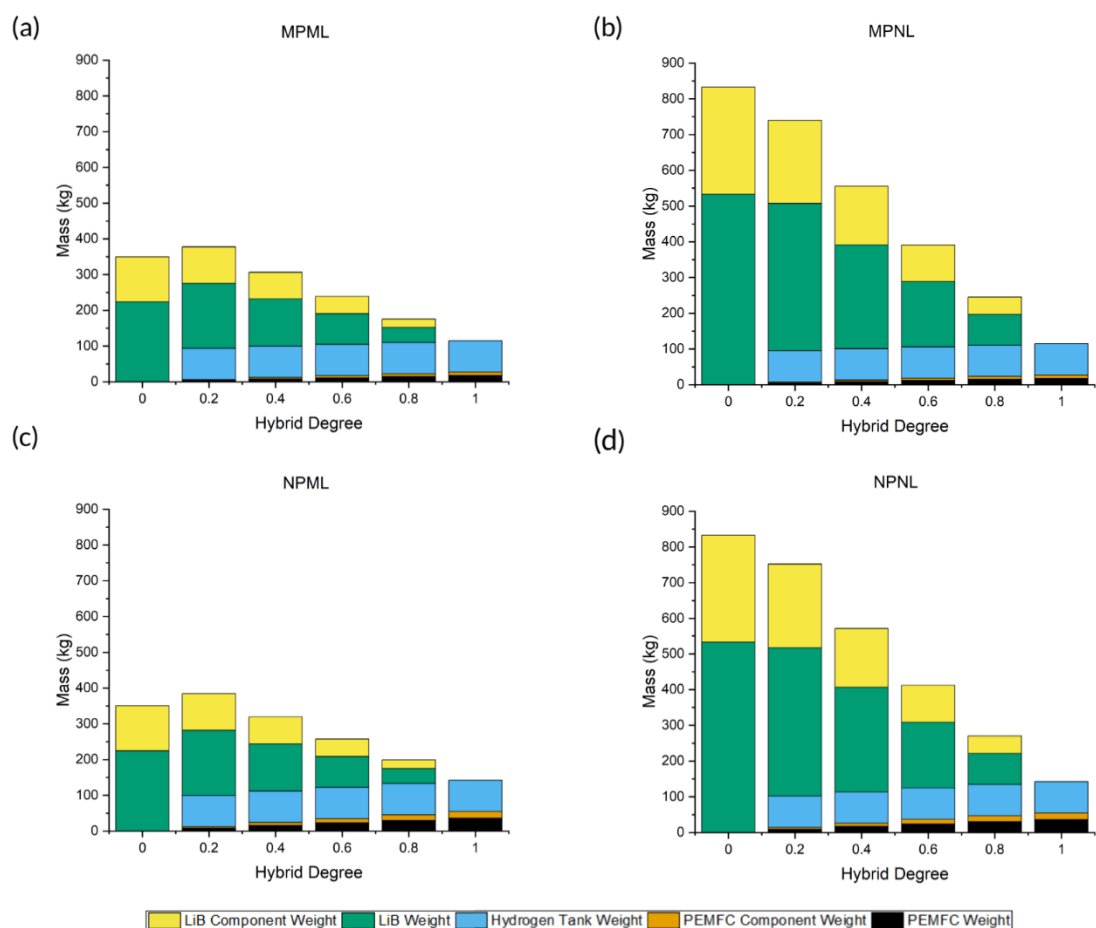 (a)
MPML
900
800
700
600
500
400
300
200
100
0
Mass (kg)
0 0.2 0.4 0.6 0.8 1
Hybrid Degree
(b)
MPNL
900
800
700
600
500
400
300
200
100
0
Mass (kg)
0 0.2 0.4 0.6 0.8 1
Hybrid Degree
(c)
NPML
900
800
700
600
500
400
300
200
100
0
Mass (kg)
0 0.2 0.4 0.6 0.8 1
Hybrid Degree
(d)
NPNL
900
800
700
600
500
400
300
200
100
0
Mass (kg)
0 0.2 0.4 0.6 0.8 1
Hybrid Degree
LiB Component Weight LiB Weight Hydrogen Tank Weight PEMFC Component Weight PEMFC Weight